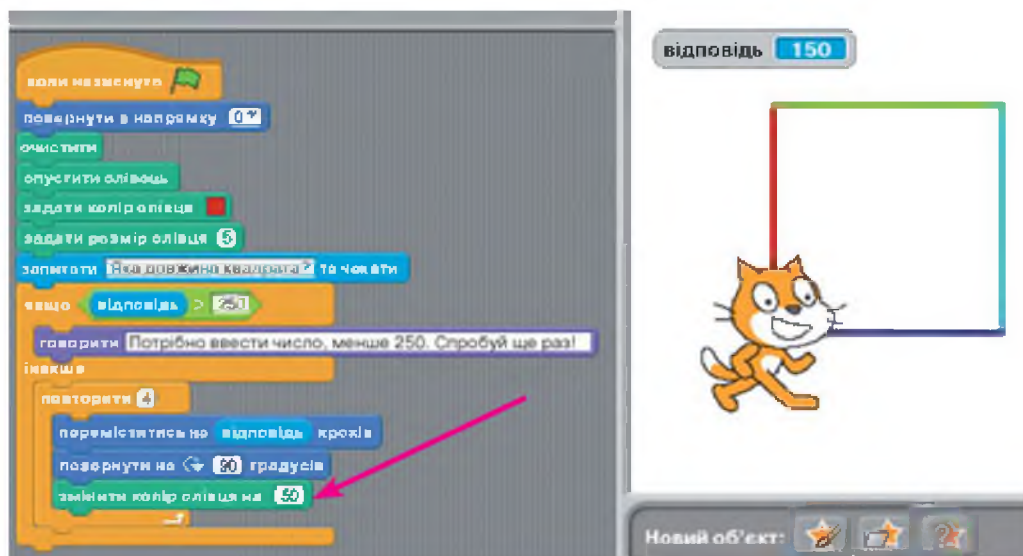 коли натиснуто
повернути в напрямку 0
очистити
опустити олівець
задати колір олівця
задати розмір олівця 5
запитати Яка довжина квадрата? та чекати
якщо відповідь > 250
говорити Потрібно ввести число, менше 250. Спробуй ще раз!
інакше
повторити 4
переміститись на відповідь кроків
повернути на 90 градусів
змінити колір олівця на 50
відповідь 150
Новий об'єкт: